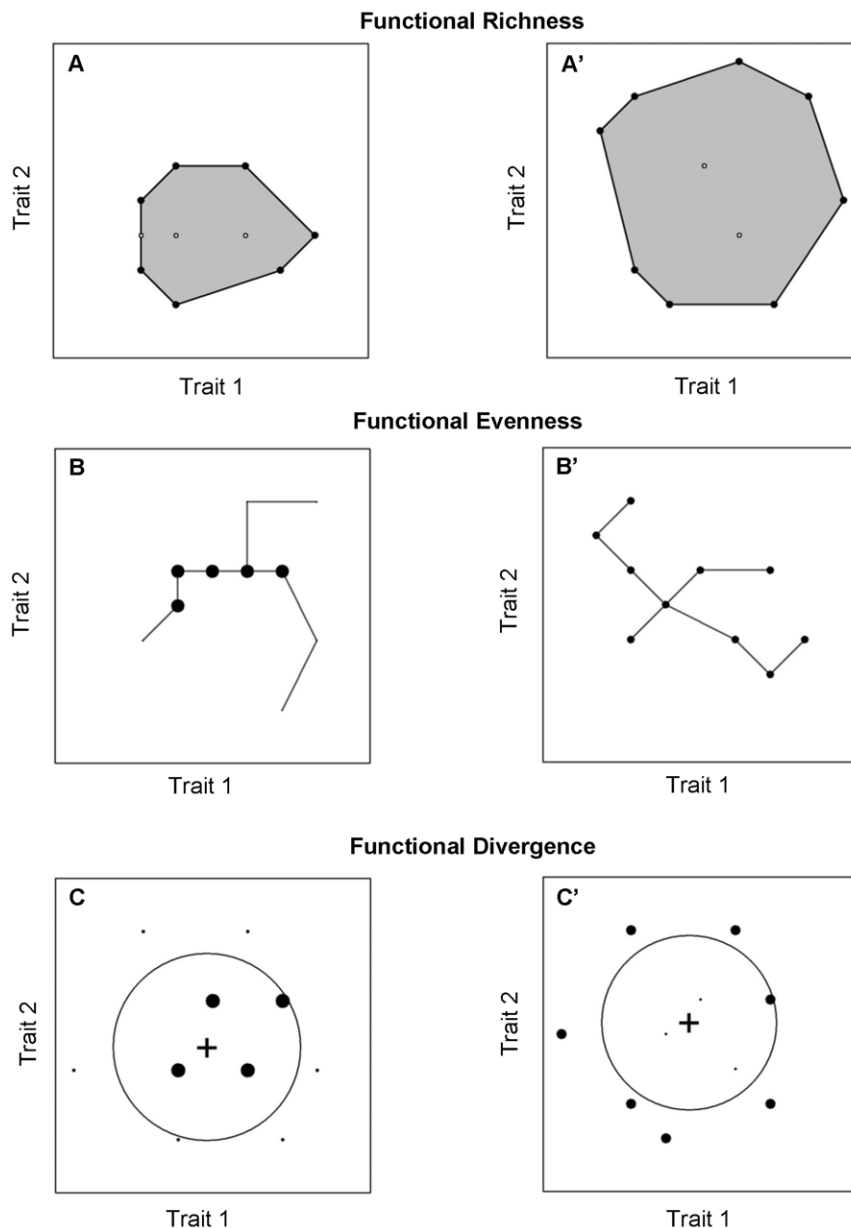 Functional Richness
A
A'
Trait 2
Trait 2
Trait 1
Trait 1
Functional Evenness
B
B'
Trait 2
Trait 2
Trait 1
Trait 1
Functional Divergence
C
C'
Trait 2
Trait 2
Trait 1
Trait 1